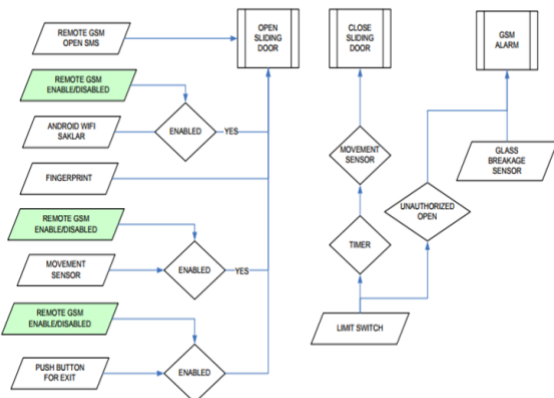 REMOTE GSM
OPEN SMS
OPEN
SLIDING
DOOR
CLOSE
SLIDING
DOOR
GSM
ALARM
REMOTE GSM
ENABLE/DISABLED
ANDROID WIFI
SAKLAR
ENABLED
YES
FINGERPRINT
MOVEMENT
SENSOR
GLASS
BREAKAGE
SENSOR
REMOTE GSM
ENABLE/DISABLED
UNAUTHORIZED
OPEN
MOVEMENT
SENSOR
ENABLED
YES
TIMER
REMOTE GSM
ENABLE/DISABLED
LIMIT SWITCH
PUSH BUTTON
FOR EXIT
ENABLED